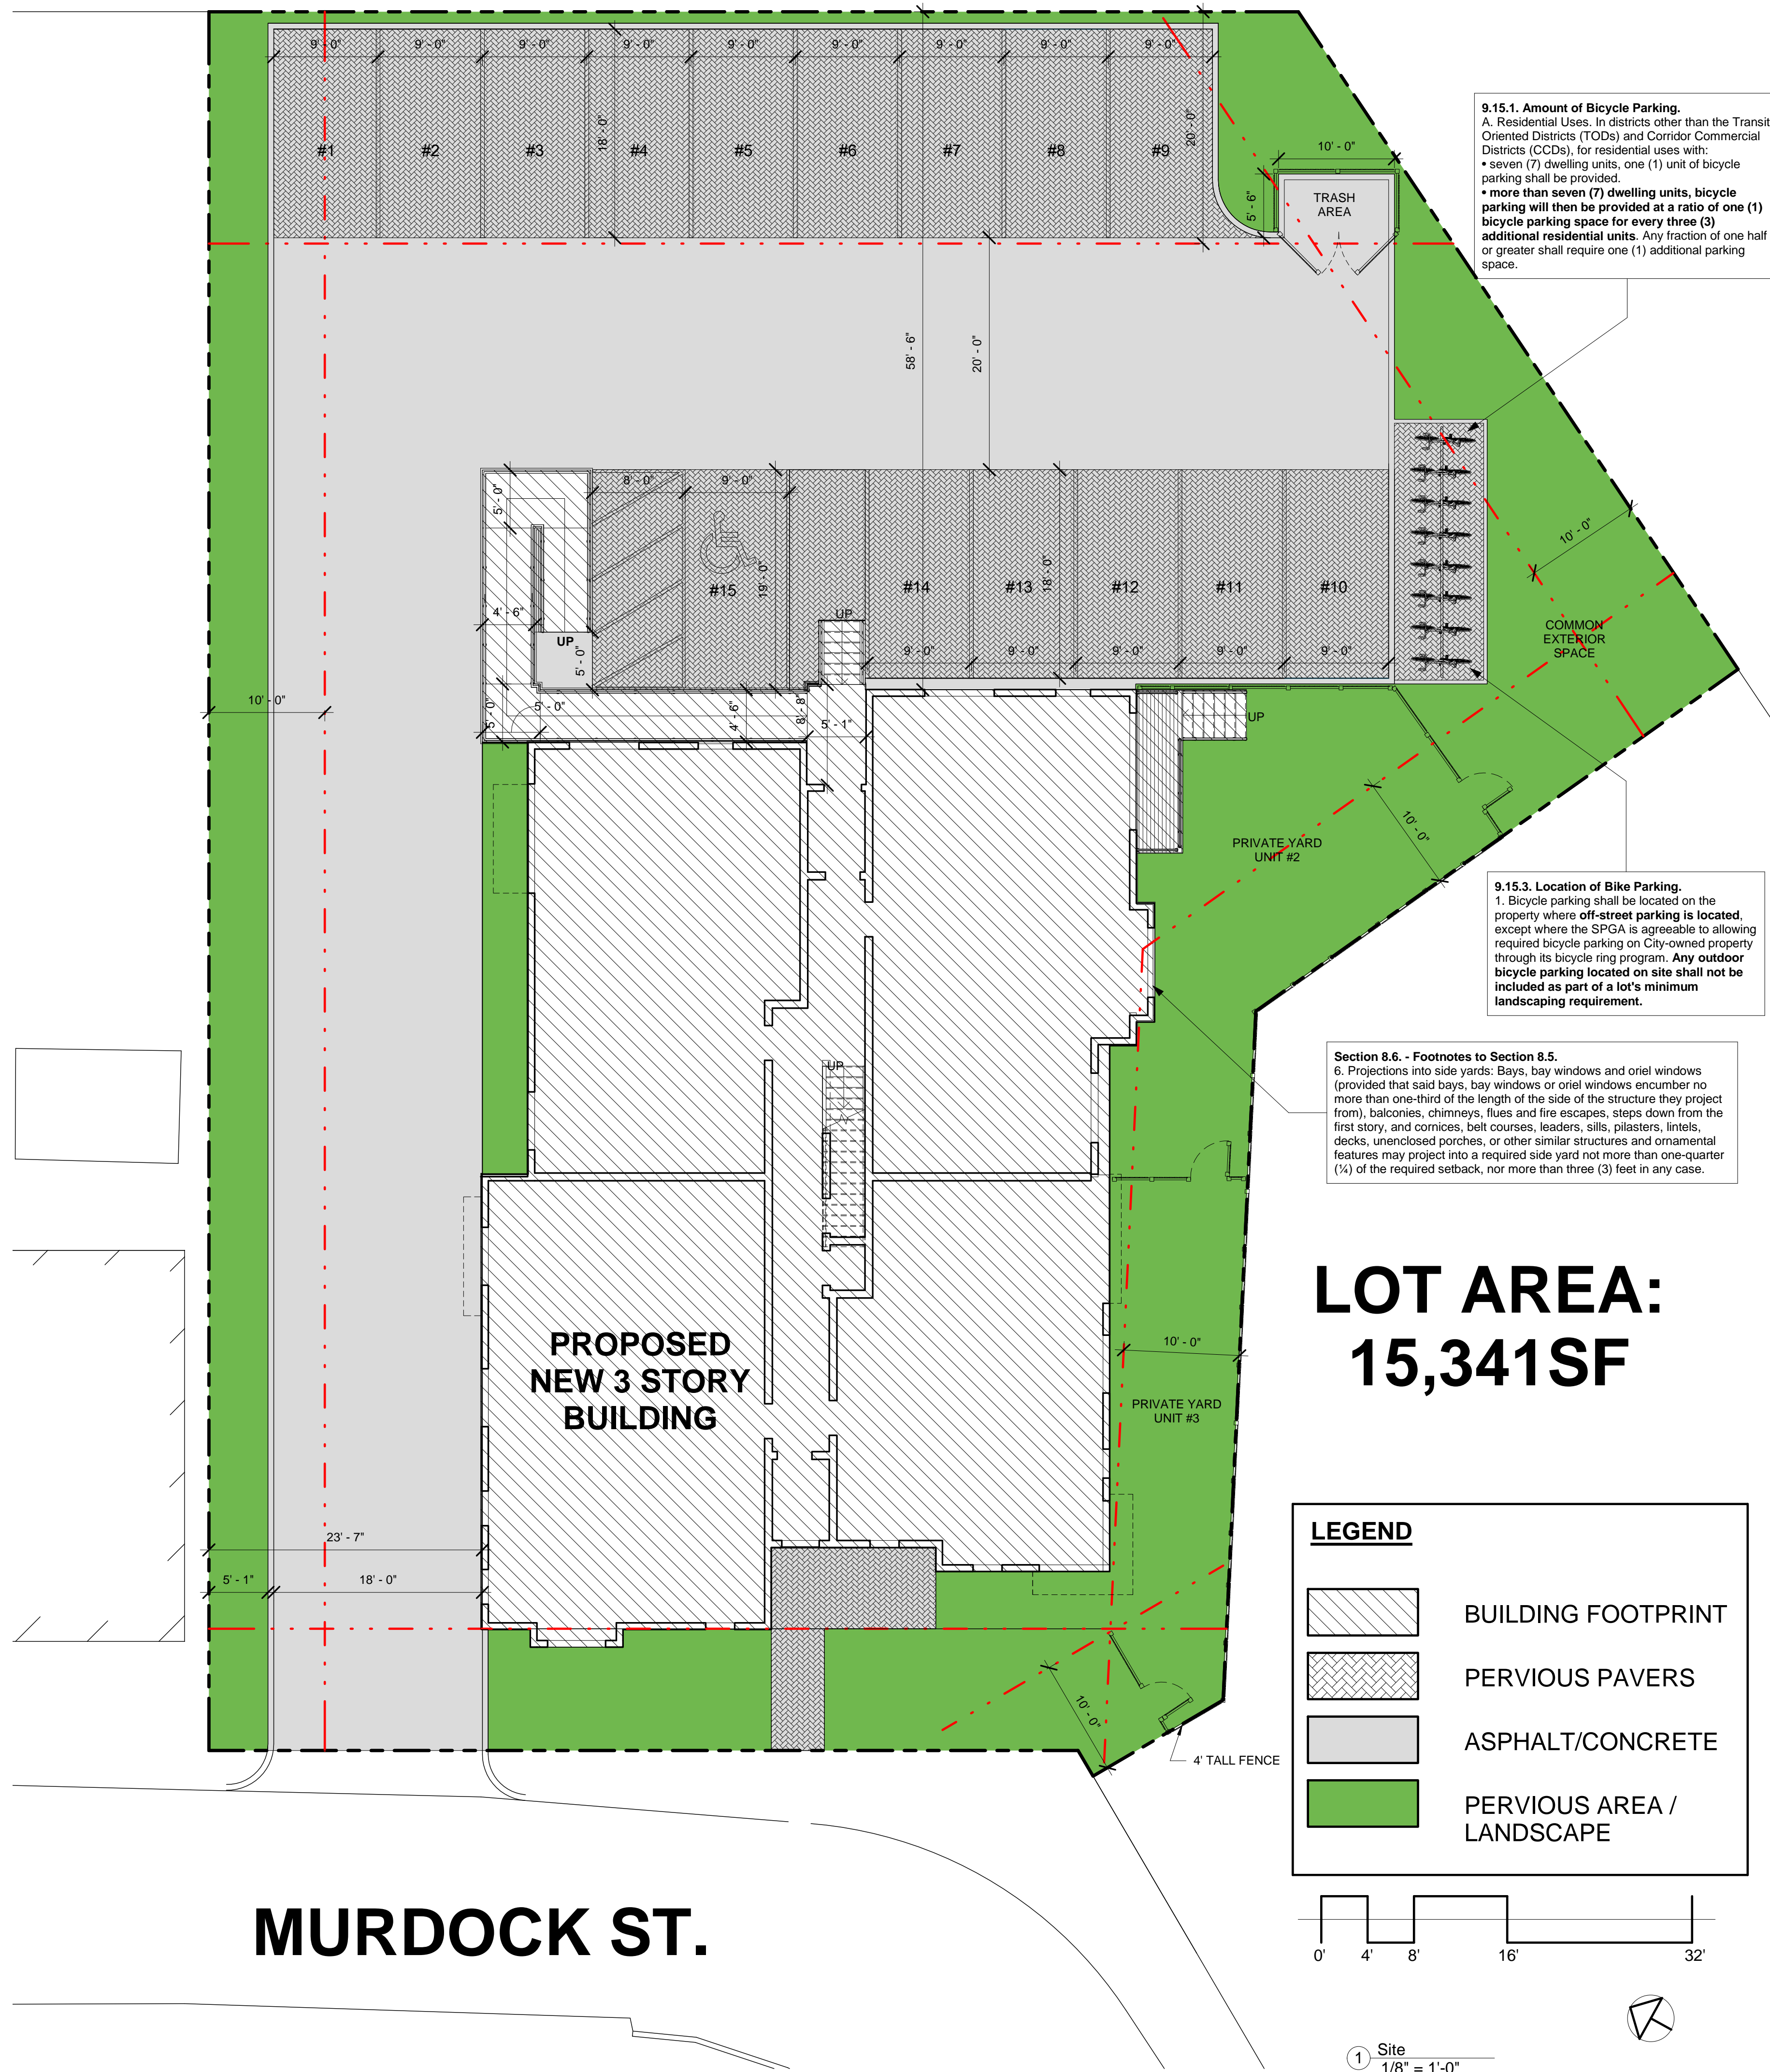 9' - 0"
9' - 0"
9' - 0"
9' - 0"
9' - 0"
9' - 0"
9' - 0"
9' - 0"
9' - 0"
18' - 0"
20' - 0"
#1
#2
#3
#4
#5
#6
#7
#8
#9
10' - 0"
5' - 6"
TRASH
AREA
9.15.1. Amount of Bicycle Parking.
A. Residential Uses. In districts other than the Transit
Oriented Districts (TODs) and Corridor Commercial
Districts (CCDs), for residential uses with:
• seven (7) dwelling units, one (1) unit of bicycle
parking shall be provided.
• more than seven (7) dwelling units, bicycle
parking will then be provided at a ratio of one (1)
bicycle parking space for every three (3)
additional residential units. Any fraction of one half
or greater shall require one (1) additional parking
space.
58' - 6"
20' - 0"
5' - 0"
8' - 0"
9' - 0"
10' - 0"
4' - 6"
UP
5' - 0"
#15
19' - 0"
UP
#14
#13
18' - 0"
#12
#11
#10
9' - 0"
9' - 0"
9' - 0"
9' - 0"
9' - 0"
COMMON
EXTERIOR
SPACE
10' - 0"
5' - 0"
5' - 0"
4' - 6"
8' - 8"
5' - 1"
UP
10' - 0"
PRIVATE YARD
UNIT #2
9.15.3. Location of Bike Parking.
1. Bicycle parking shall be located on the
property where off-street parking is located,
except where the SPGA is agreeable to allowing
required bicycle parking on City-owned property
through its bicycle ring program. Any outdoor
bicycle parking located on site shall not be
included as part of a lot's minimum
landscaping requirement.
Section 8.6. - Footnotes to Section 8.5.
6. Projections into side yards: Bays, bay windows and oriel windows
(provided that said bays, bay windows or oriel windows encumber no
more than one-third of the length of the side of the structure they project
from), balconies, chimneys, flues and fire escapes, steps down from the
first story, and cornices, belt courses, leaders, sills, pilasters, lintels,
decks, unenclosed porches, or other similar structures and ornamental
features may project into a required side yard not more than one-quarter
(¼) of the required setback, nor more than three (3) feet in any case.
UP
LOT AREA:
15,341SF
PROPOSED
NEW 3 STORY
BUILDING
10' - 0"
PRIVATE YARD
UNIT #3
23' - 7"
5' - 1"
18' - 0"
10' - 0"
4' TALL FENCE
LEGEND
BUILDING FOOTPRINT
PERVIOUS PAVERS
ASPHALT/CONCRETE
PERVIOUS AREA /
LANDSCAPE
MURDOCK ST.
0'
4'
8'
16'
32'
1
Site
1/8" = 1'-0"